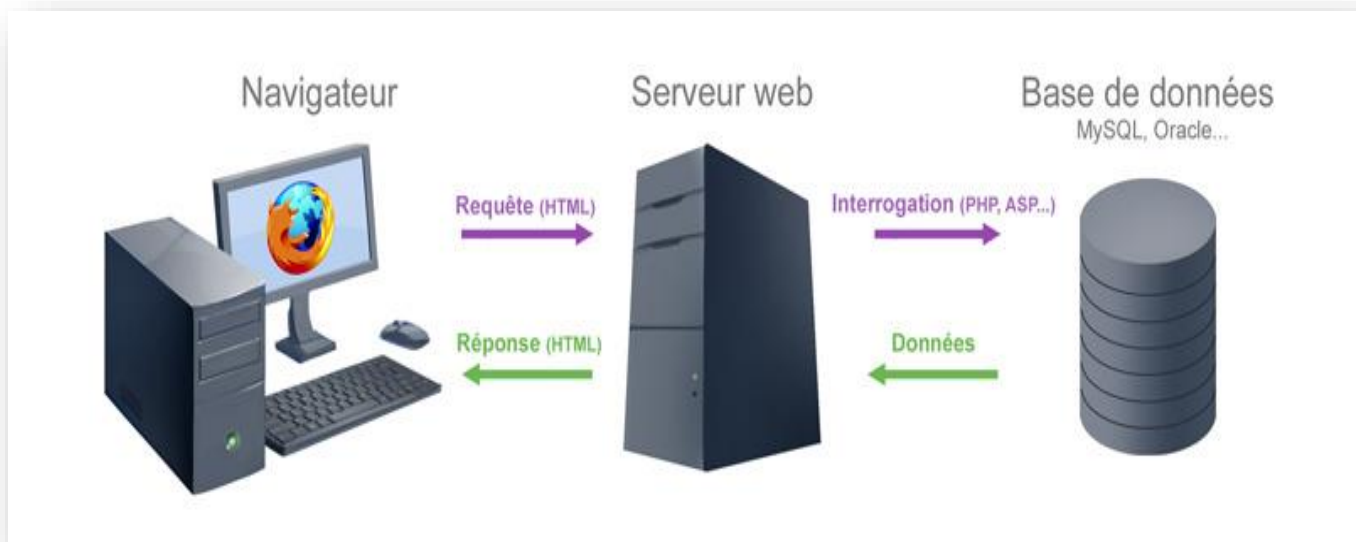 Navigateur
Serveur web
Base de données
MySQL, Oracle...
Requête (HTML)
Interrogation (PHP, ASP...)
Réponse (HTML)
Données